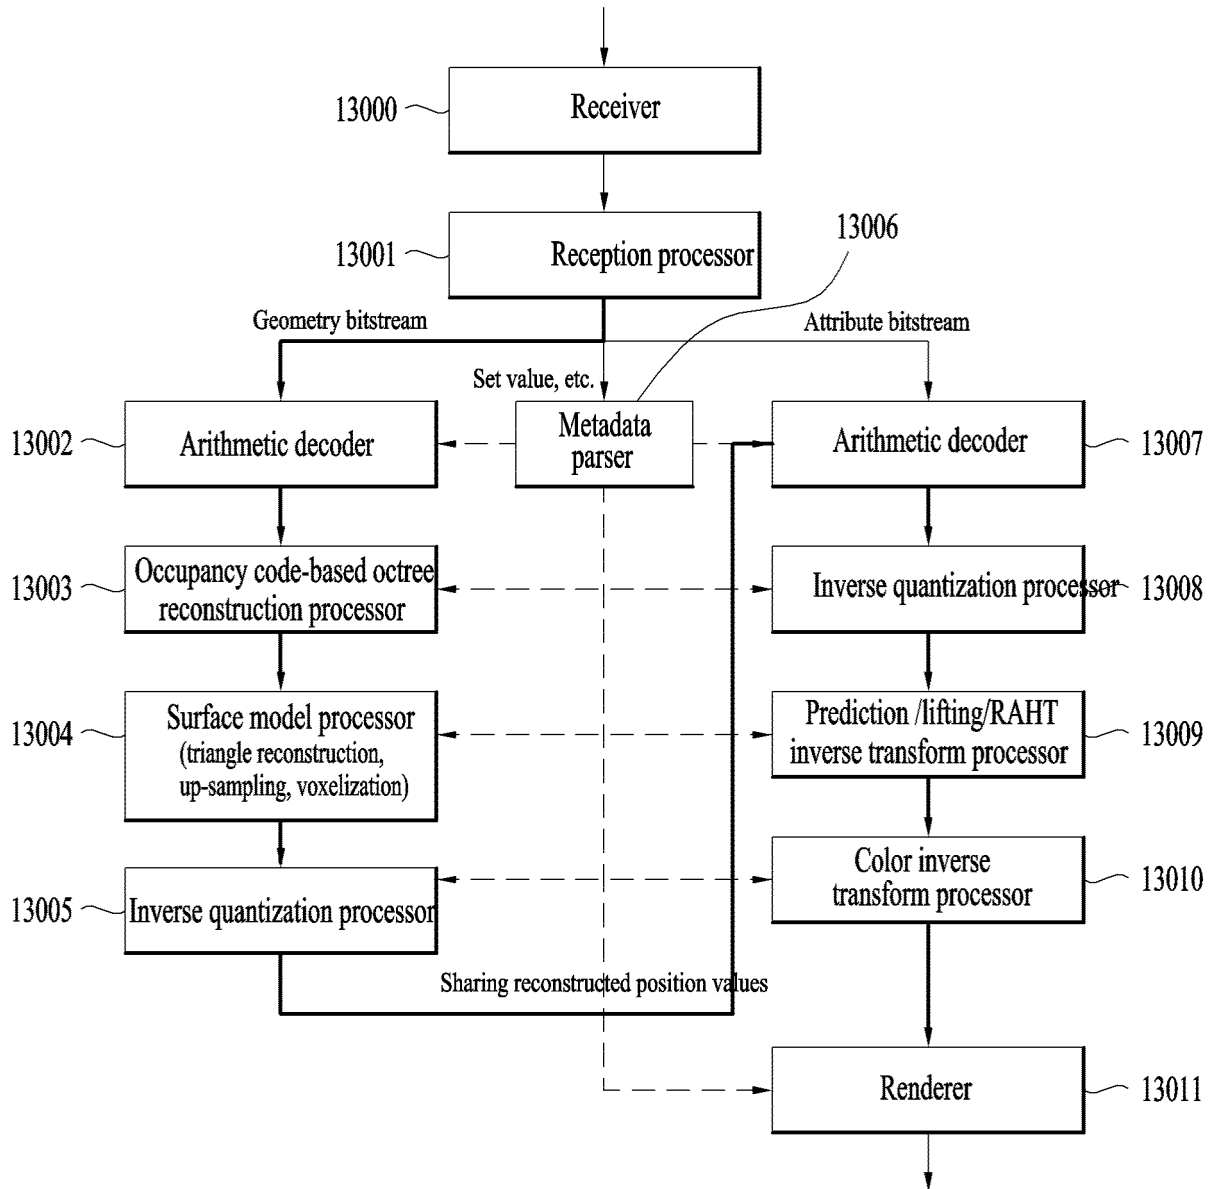 Receiver
13000
Reception processor
13001
13006
Geometry bitstream
Attribute bitstream
Set value, etc.
13002
Arithmetic decoder
Metadata
parser
Arithmetic decoder
13007
13003
Occupancy code-based octree
reconstruction processor
Inverse quantization processor
13008
13004
Surface model processor
(triangle reconstruction,
up-sampling, voxelization)
Prediction /lifting/RAHT
inverse transform processor
13009
13005
Inverse quantization processor
Color inverse
transform processor
13010
Sharing reconstructed position values
Renderer
13011